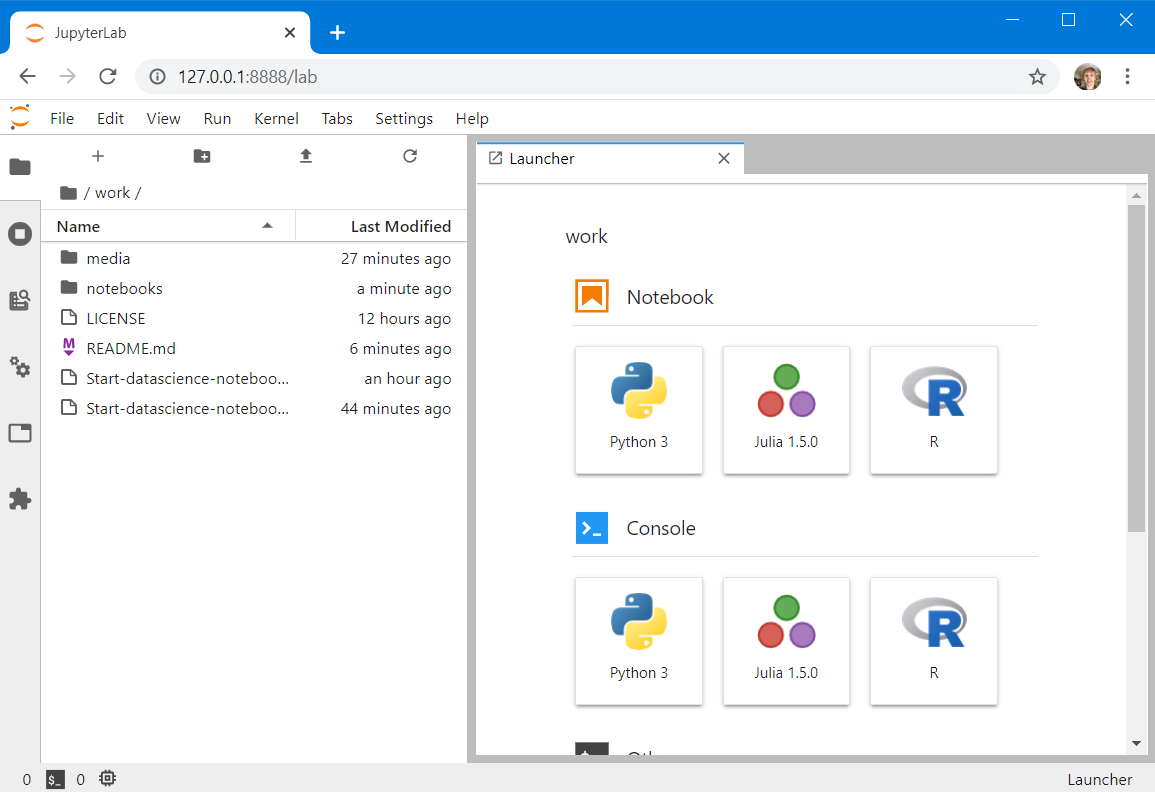 JupyterLab
127.0.0.1:8888/lab
File Edit View Run Kernel Tabs Settings Help
/ work /
Name Last Modified
media 27 minutes ago
notebooks a minute ago
LICENSE 12 hours ago
M README.md 6 minutes ago
Start-datascience-noteboo... an hour ago
Start-datascience-noteboo... 44 minutes ago
Launcher
work
Notebook
Python 3 Julia 1.5.0 R
Console
Python 3 Julia 1.5.0 R
0 $_ 0
Launcher